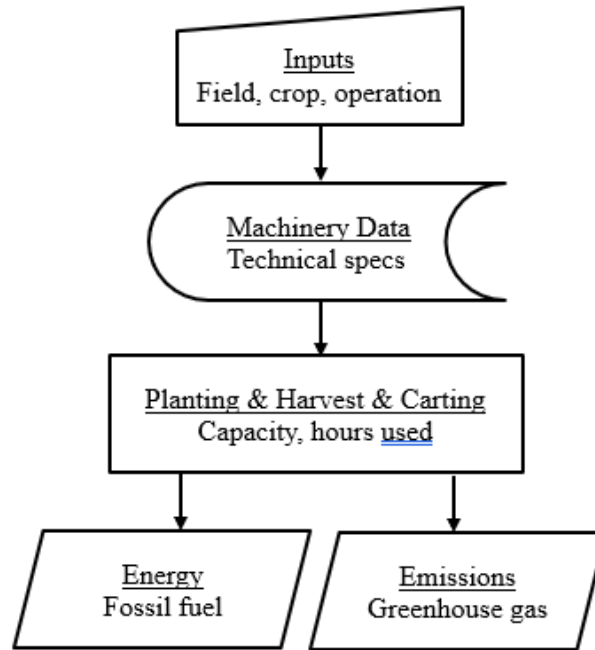 Inputs
Field, crop, operation
Machinery Data
Technical specs
Planting & Harvest & Carting
Capacity, hours used
Energy
Fossil fuel
Emissions
Greenhouse gas